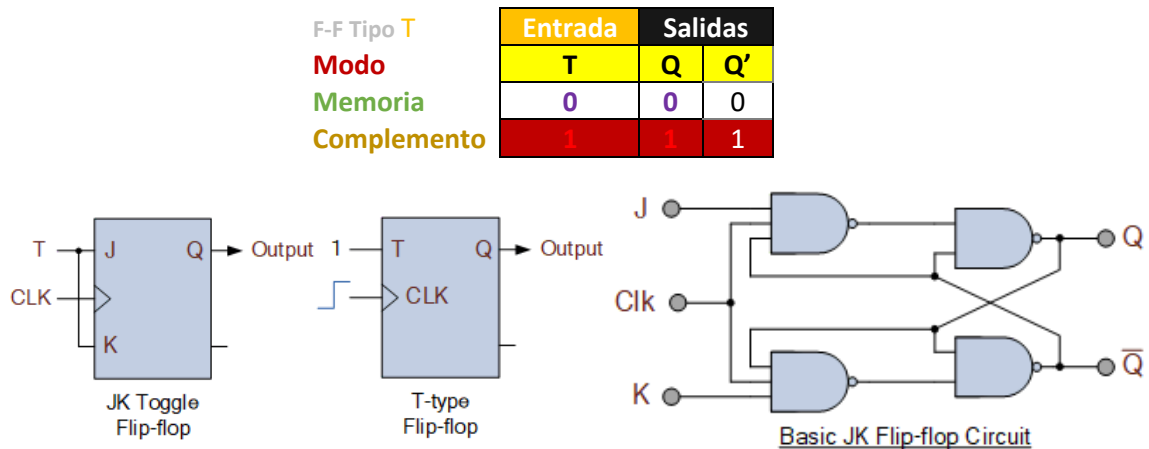 F-F Tipo T Entrada Salidas
Modo T Q Q’
Memoria 0 0 0
Complemento 1 1 1
T J Q Output
CLK
K
JK Toggle
Flip-flop
1 T Q Output
CLK
T-type
Flip-flop
J Q
Clk
K Q̅
Basic JK Flip-flop Circuit